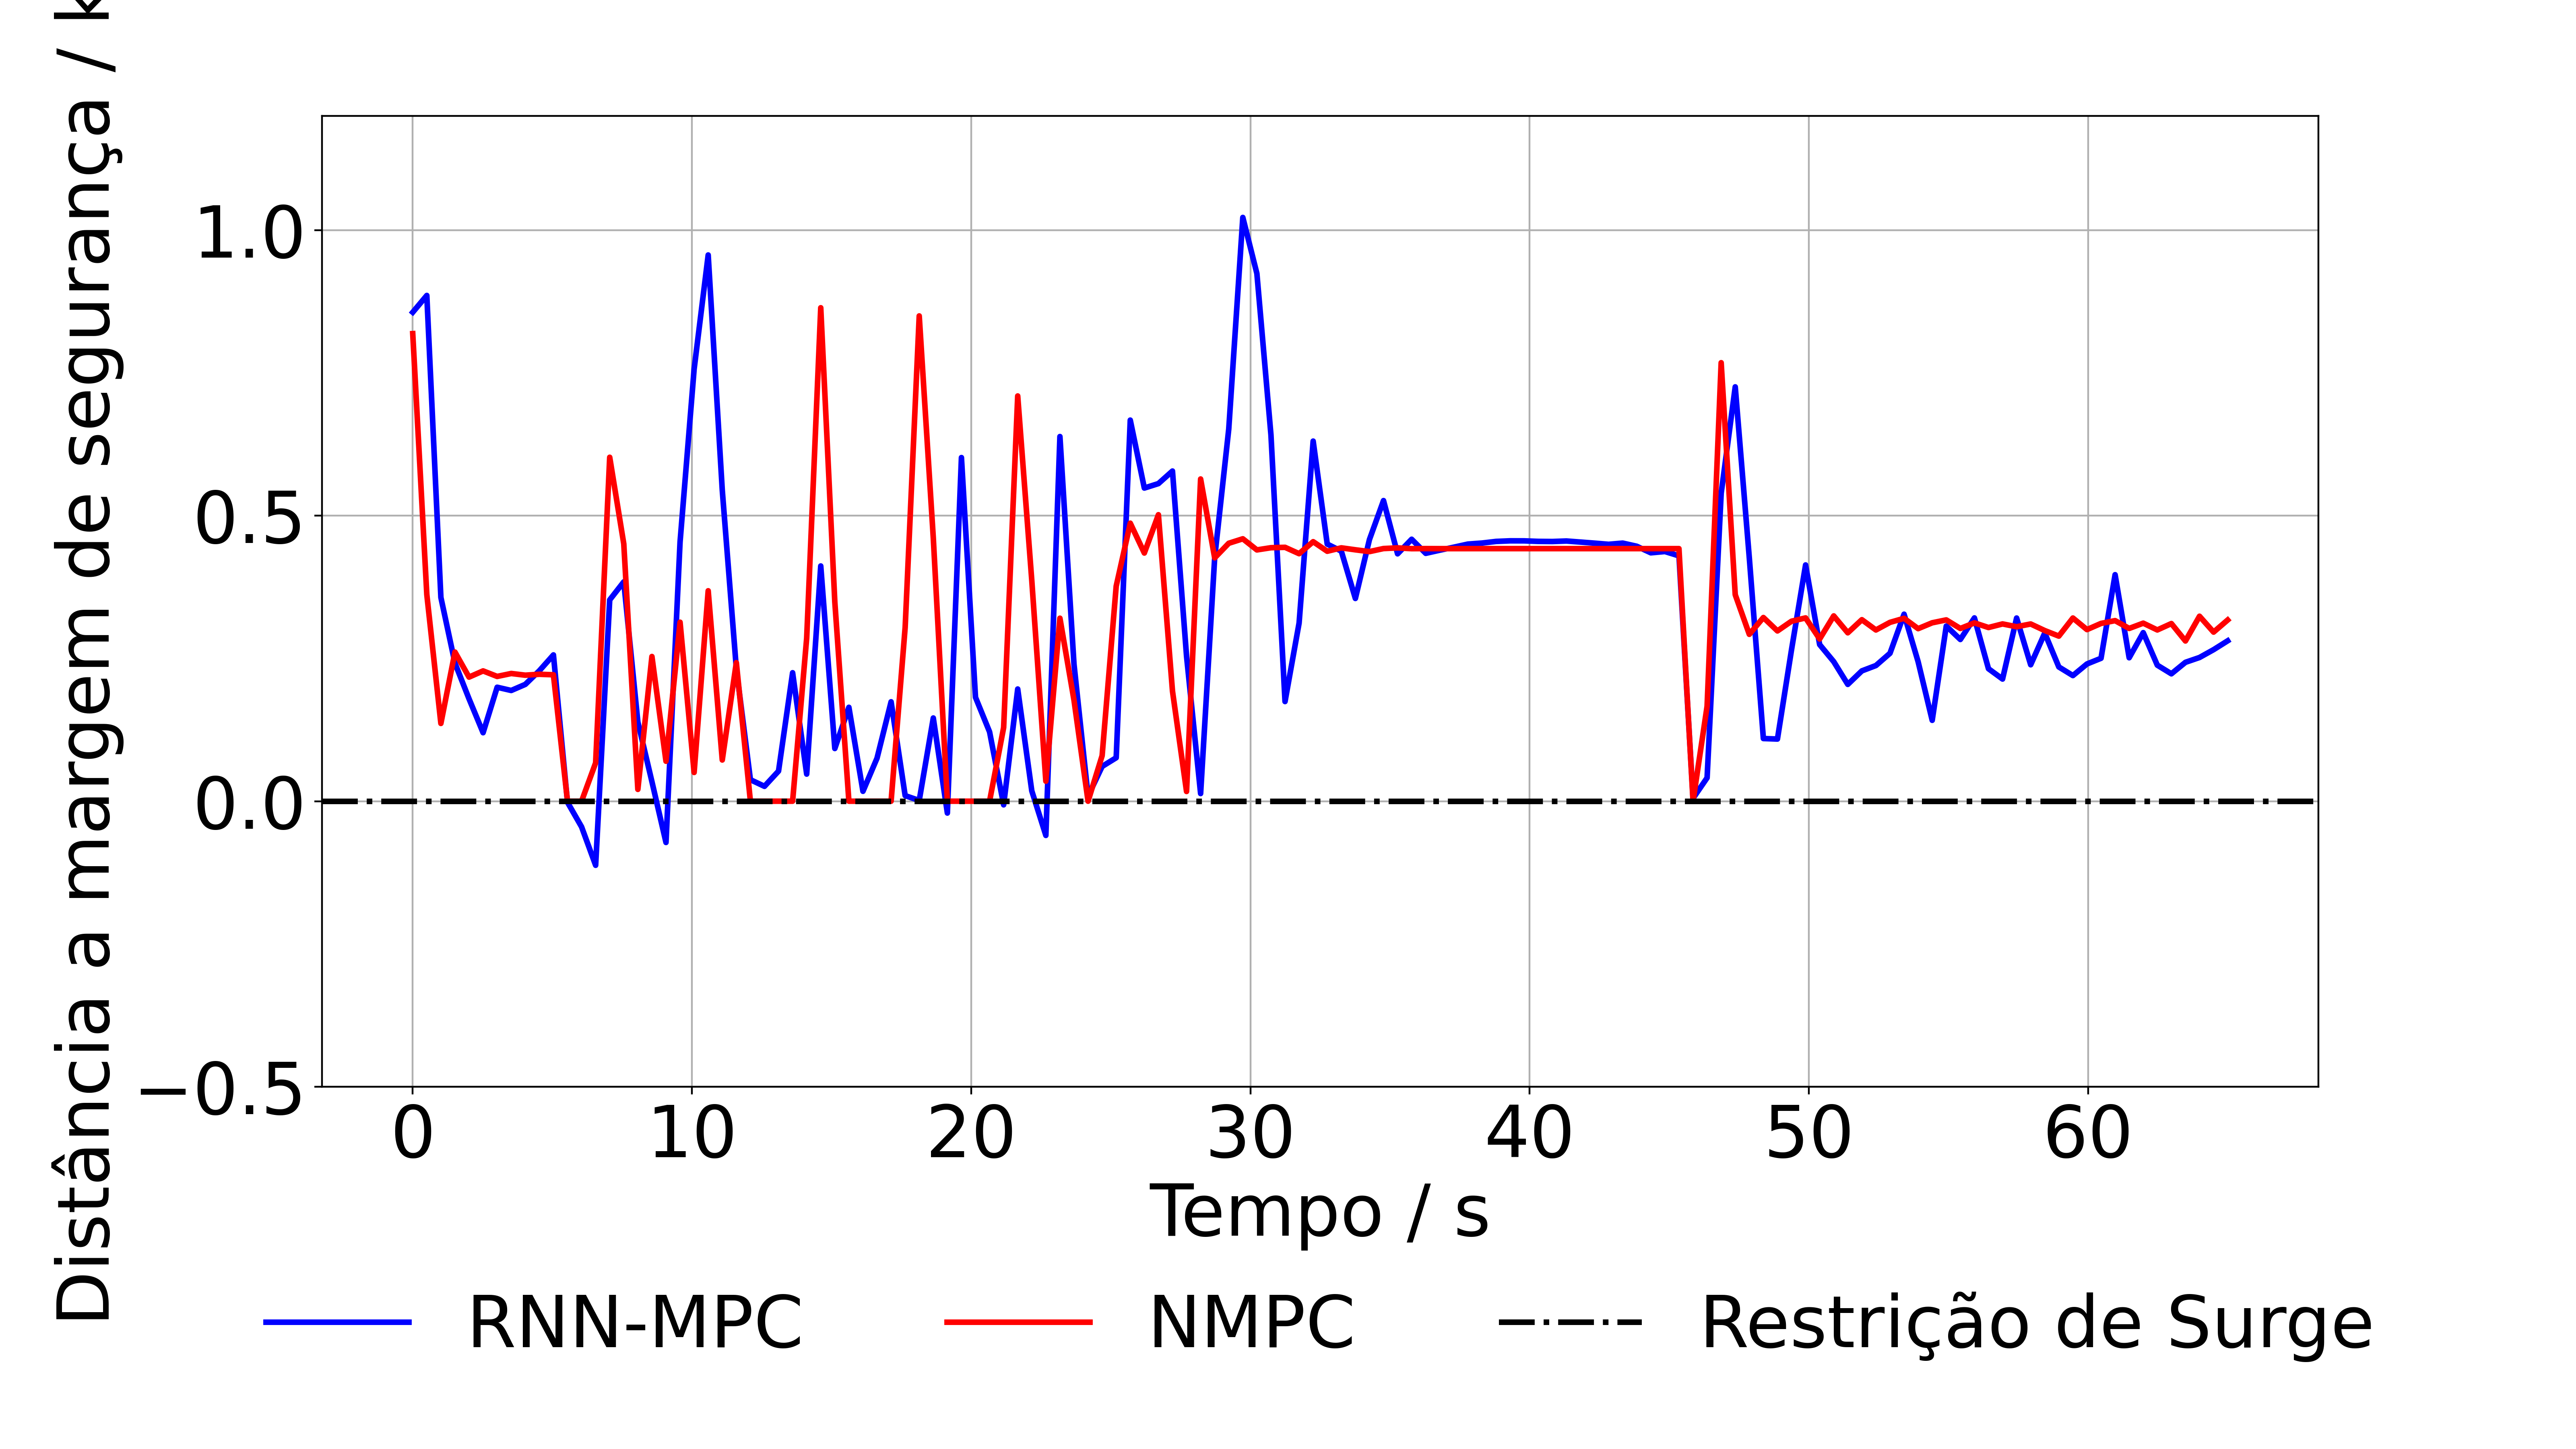 Distância a margem de segurança /
1.0
0.5
0.0
−0.5
0 10 20 30 40 50 60
Tempo / s
RNN-MPC NMPC Restrição de Surge